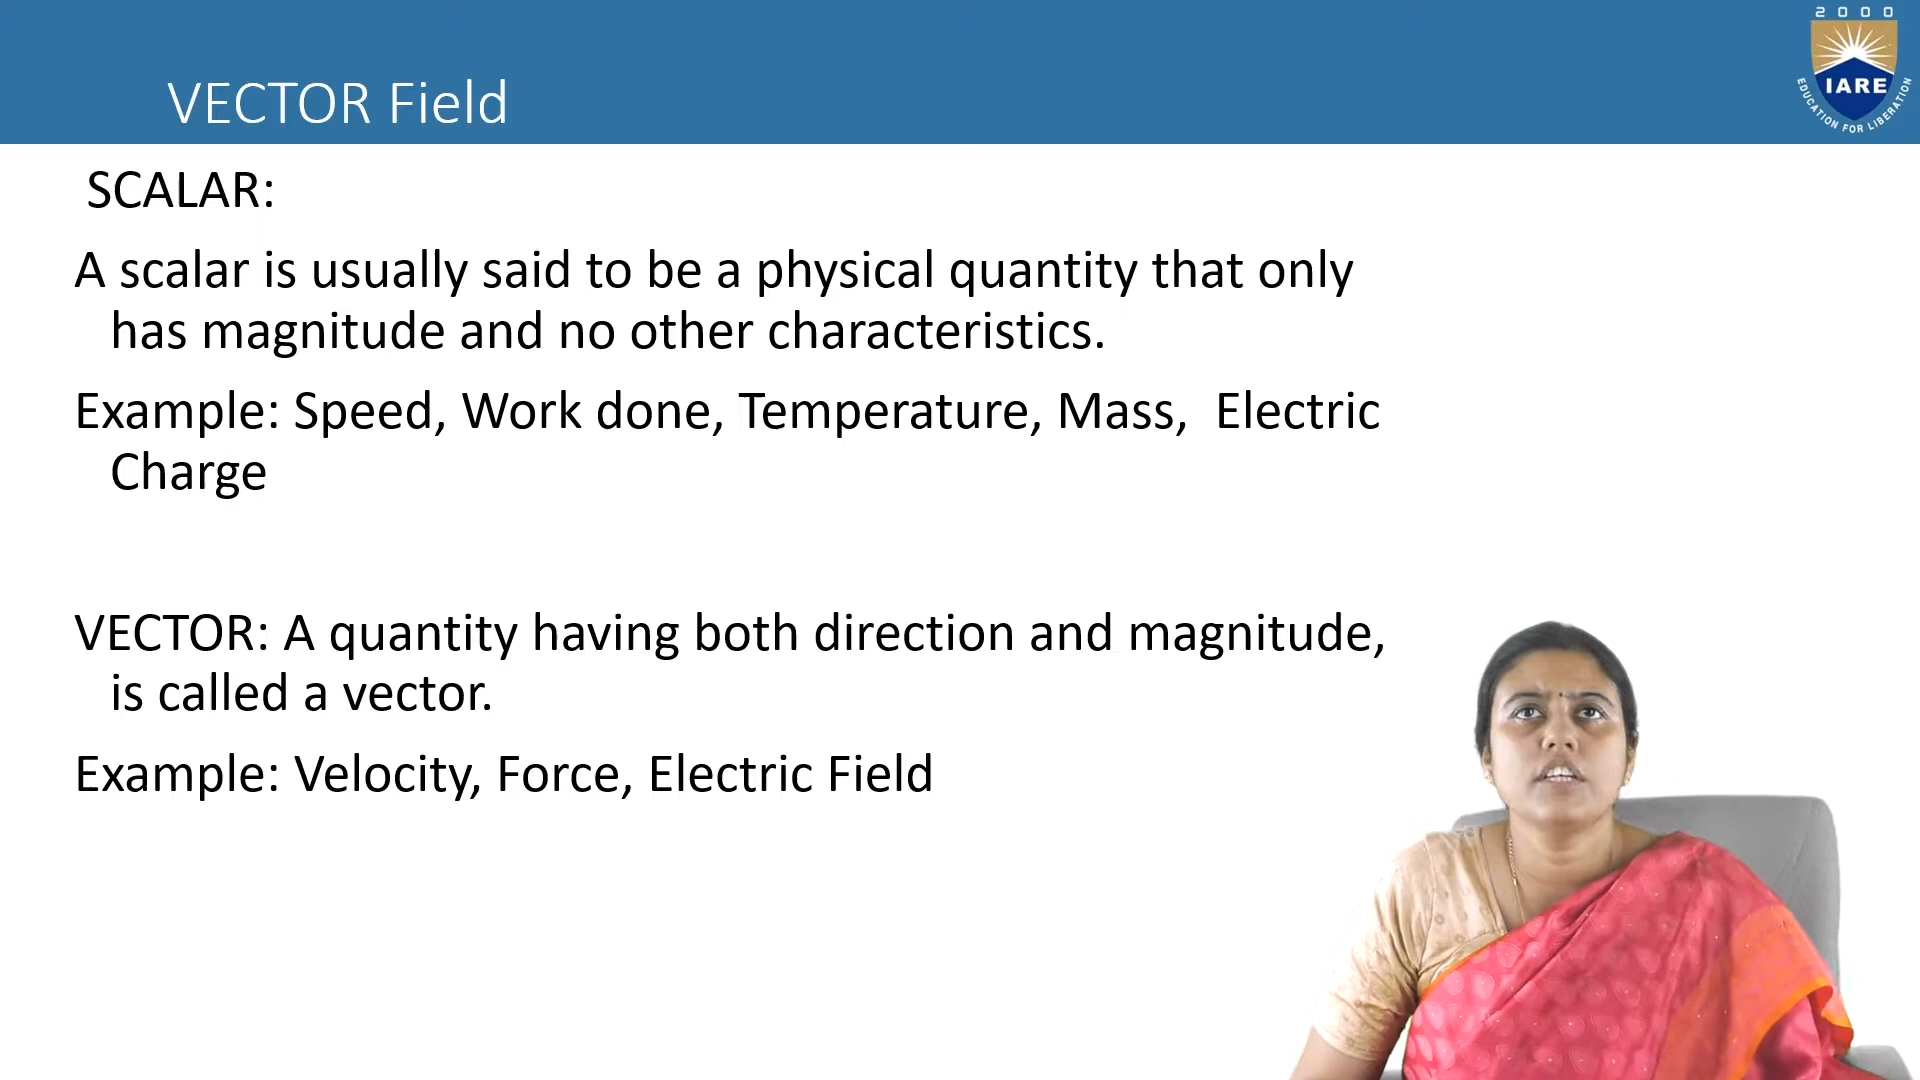 2000
IARE
EDUCATION FOR LIBERATION
VECTOR Field
SCALAR:
A scalar is usually said to be a physical quantity that only
has magnitude and no other characteristics.
Example: Speed, Work done, Temperature, Mass,  Electric
Charge
VECTOR: A quantity having both direction and magnitude,
is called a vector.
Example: Velocity, Force, Electric Field